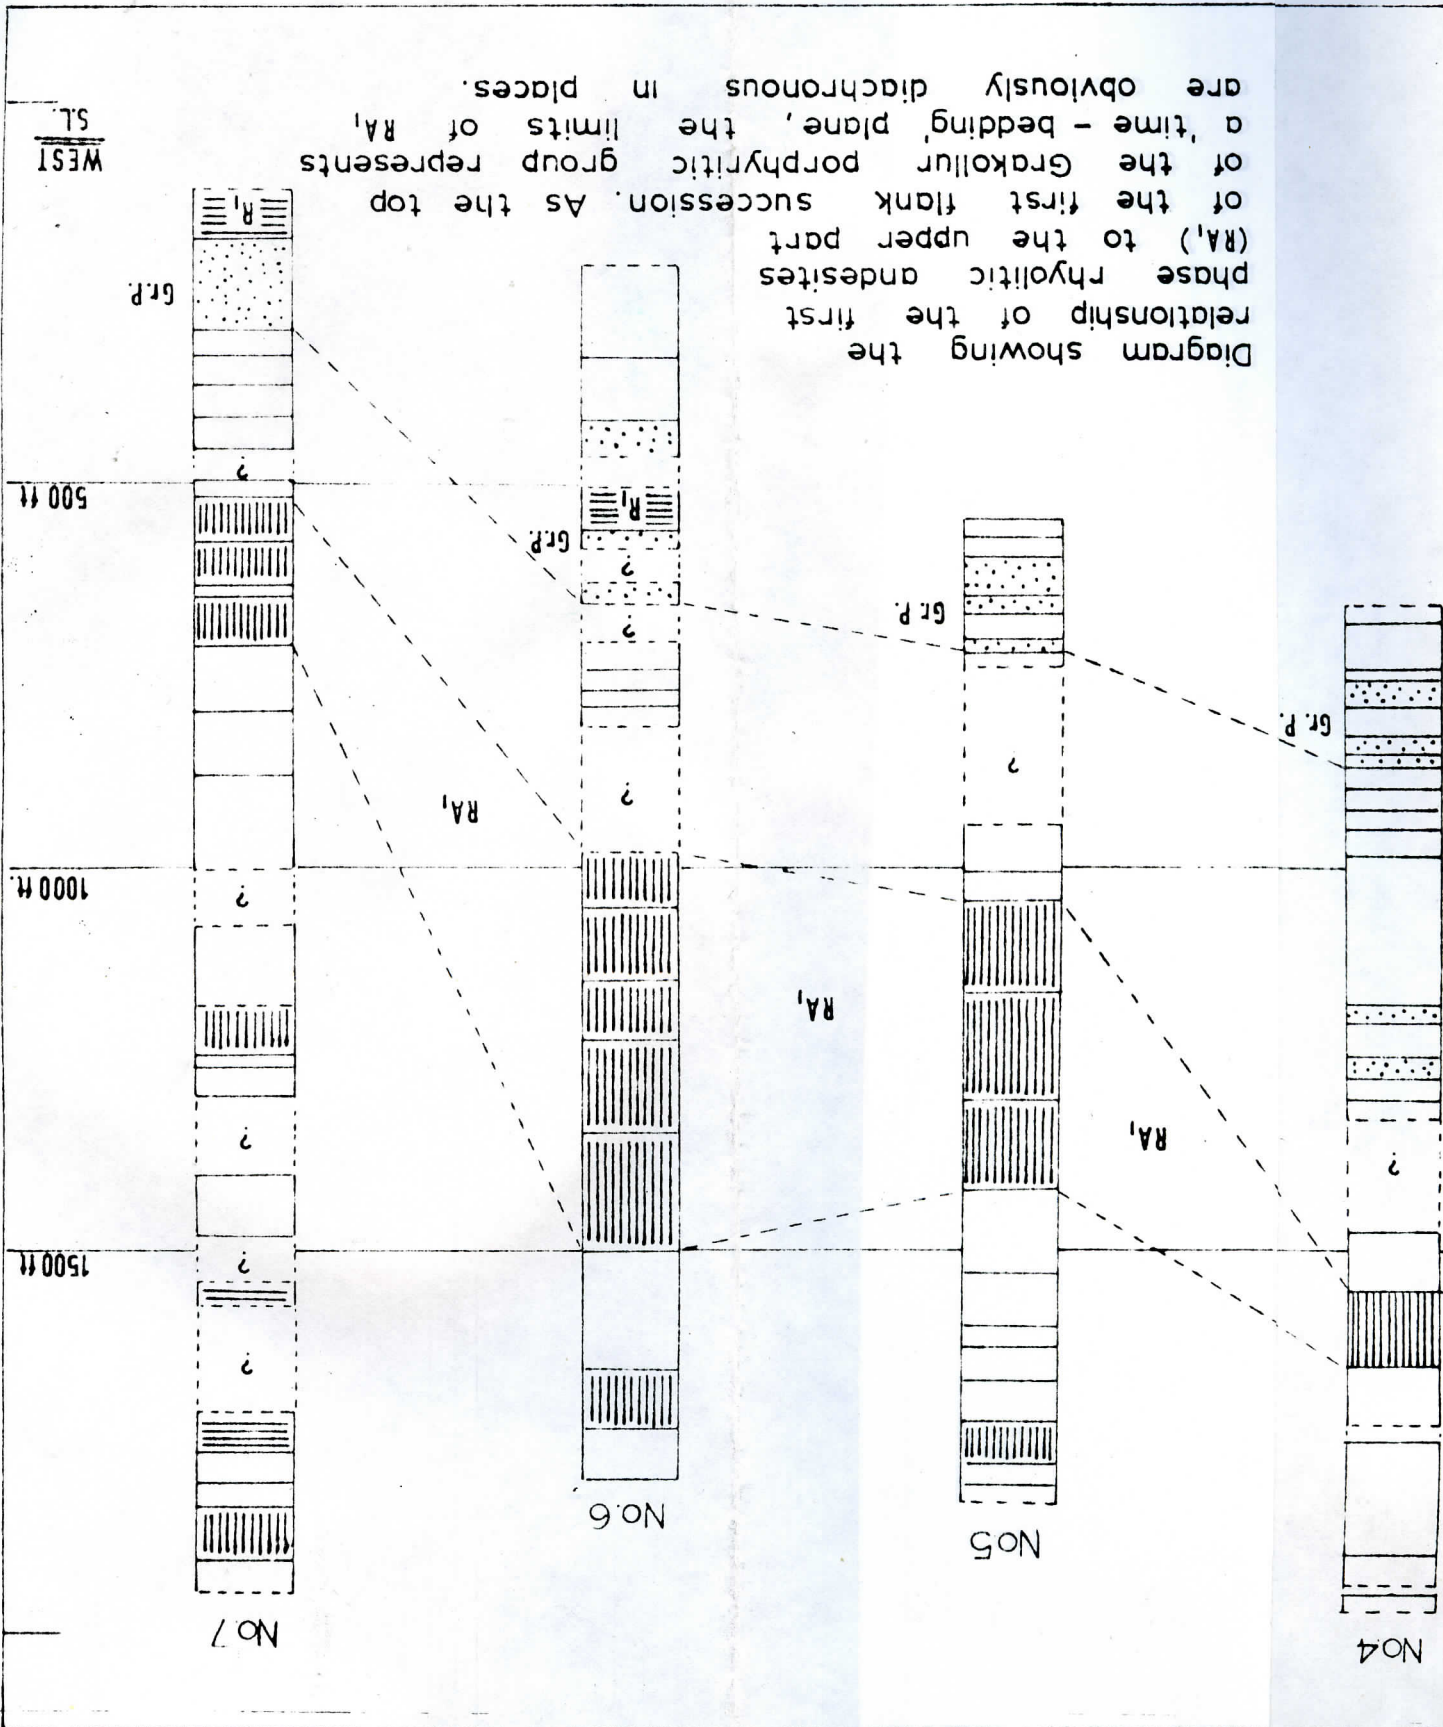 No.4
No5
No.6
No.7
?
?
1500 ft
?
?
RA₁
RA₁
?
1000 ft.
RA₁
?
?
Gr. P.
Gr. P
?
?
Gr.P.
R₁
?
500 ft
Gr.P.
R₁
WEST
S.L.
Diagram showing the
relationship of the first
phase rhyolitic andesites
(RA₁) to the upper part
of the first flank succession. As the top
of the Grakollur porphyritic group represents
a 'time - bedding' plane, the limits of RA₁
are obviously diachronous in places.